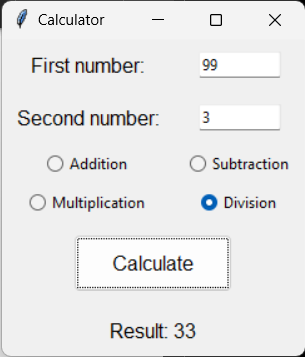 Calculator
First number: 99
Second number: 3
Addition Subtraction
Multiplication Division
Calculate
Result: 33